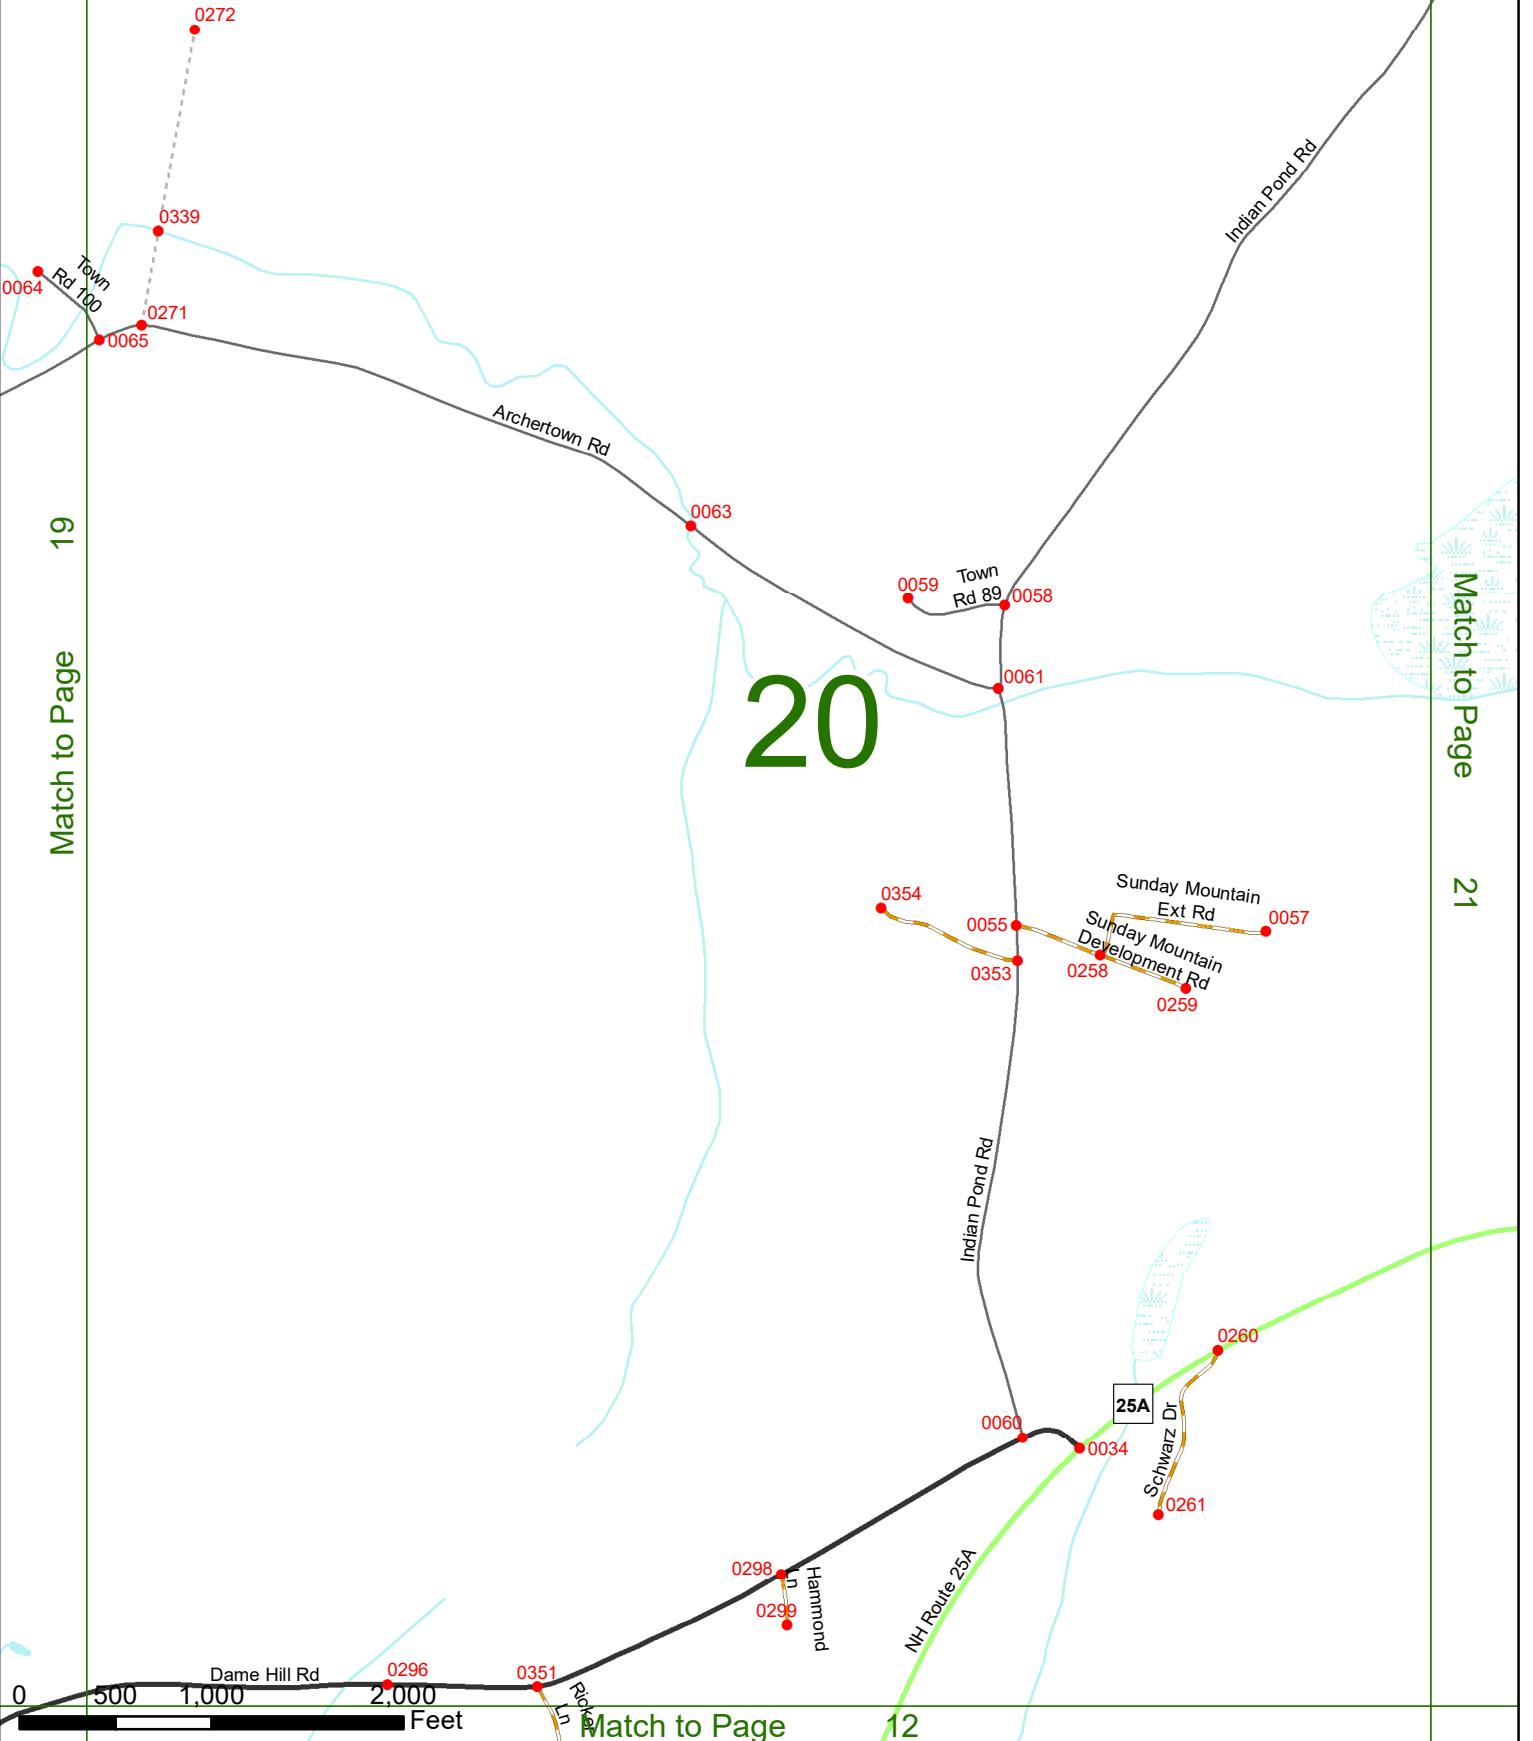 0272
Indian Pond Rd
0339
Town
Rd 100
0064
0271
0065
Archertown Rd
0063
19
Match to Page
0059
Town
Rd 89
0058
0061
20
Match to Page
21
0354
0055
0353
Sunday Mountain
Ext Rd
0057
Sunday Mountain
Development Rd
0258
0259
Indian Pond Rd
0260
25A
0060
0034
Schwarz Dr
0261
NH Route 25A
0298
Hammond
Ln
0299
Dame Hill Rd
0296
0351
Ricker
Ln
0 500 1,000 2,000
Feet
Match to Page 12